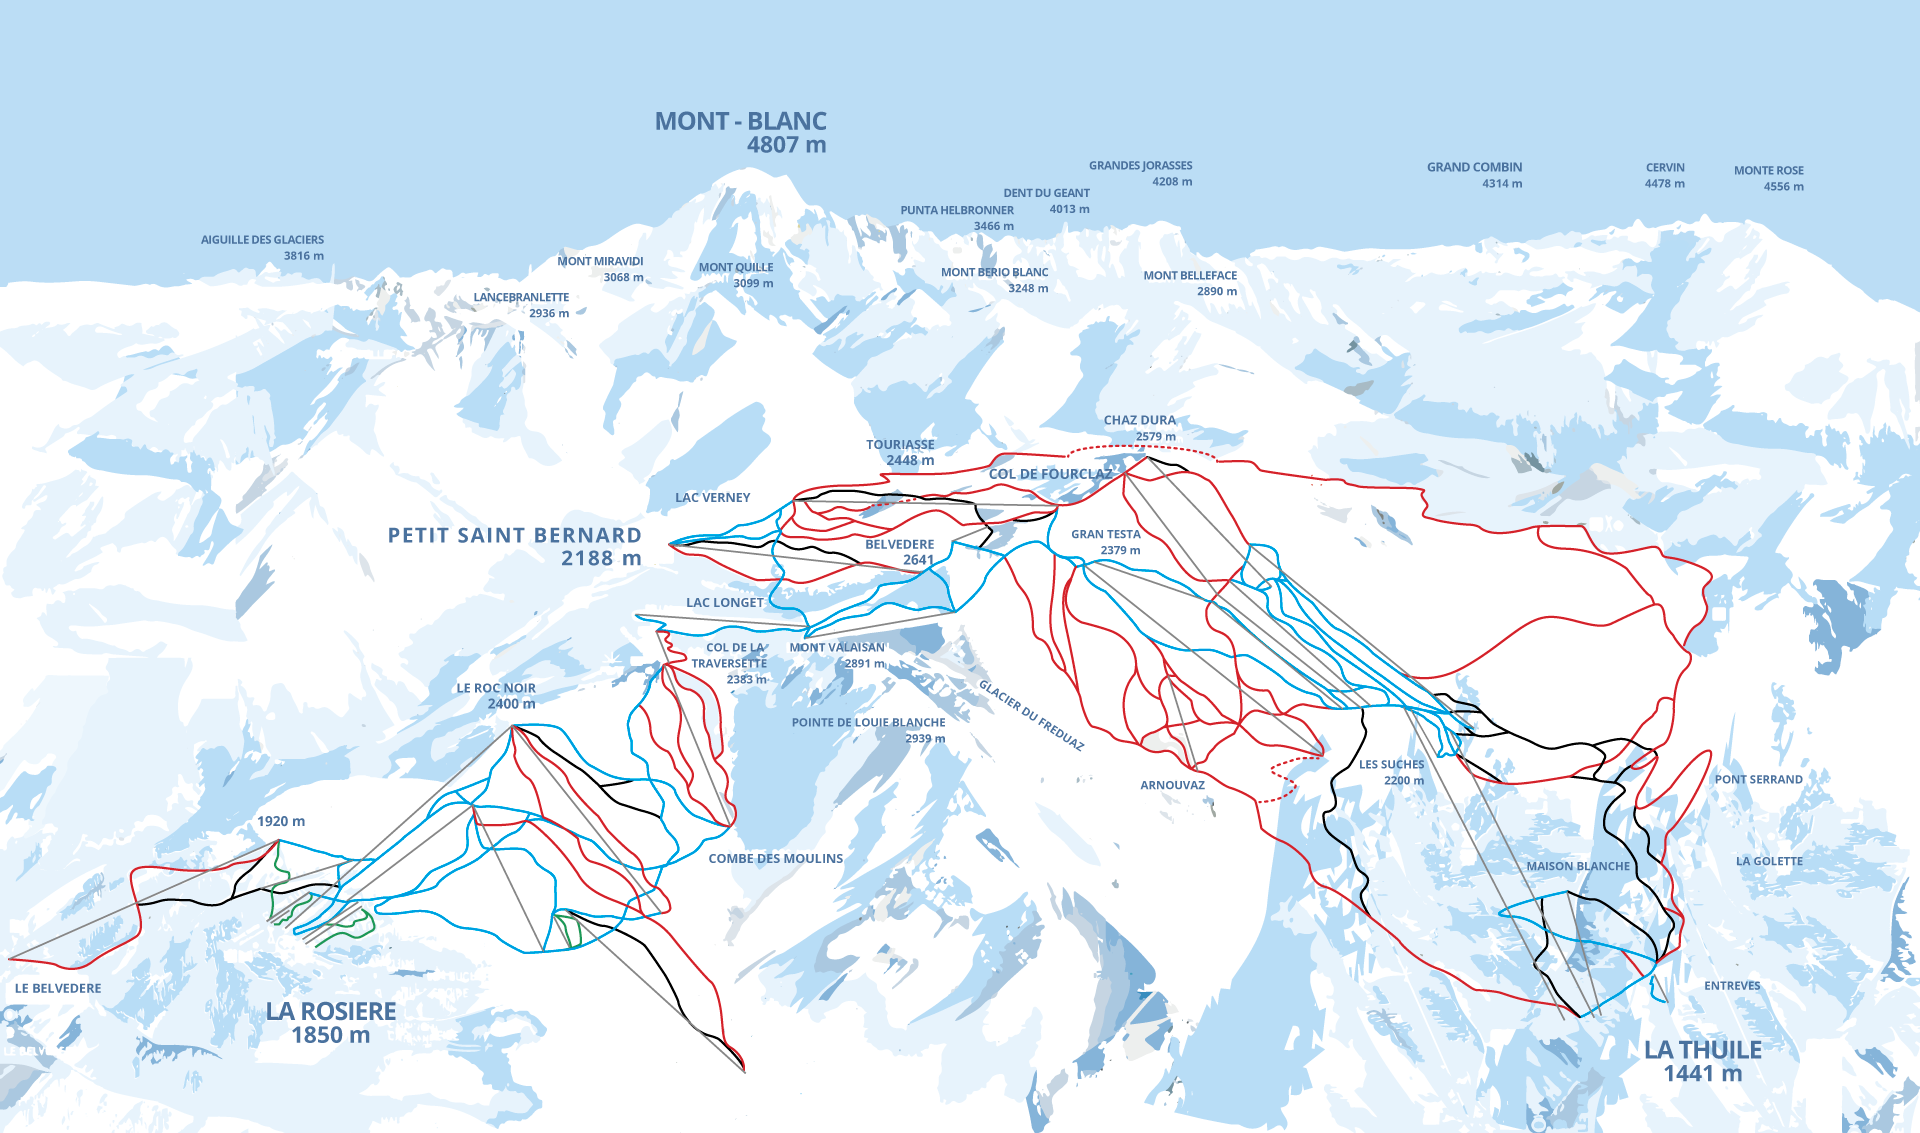 MONT - BLANC
4807 m
GRANDES JORASSES
4208 m
GRAND COMBIN
4314 m
CERVIN
4478 m
MONTE ROSE
4556 m
DENT DU GEANT
4013 m
PUNTA HELBRONNER
3466 m
AIGUILLE DES GLACIERS
3816 m
MONT MIRAVIDI
3068 m
MONT QUILLE
3099 m
MONT BERIO BLANC
3248 m
MONT BELLEFACE
2890 m
LANCEBRANLETTE
2936 m
CHAZ DURA
2579 m
TOURIASSE
2448 m
COL DE FOURCLAZ
LAC VERNEY
PETIT SAINT BERNARD
2188 m
BELVEDERE
2641
GRAN TESTA
2379 m
LAC LONGET
COL DE LA
TRAVERSETTE
2383 m
MONT VALAISAN
2891 m
LE ROC NOIR
2400 m
GLACIER DU FREDUAZ
POINTE DE LOUIE BLANCHE
2939 m
LES SUCHES
2200 m
ARNOUVAZ
PONT SERRAND
1920 m
COMBE DES MOULINS
MAISON BLANCHE
LA GOLETTE
LE BELVEDERE
ENTREVES
LA ROSIERE
1850 m
LA THUILE
1441 m